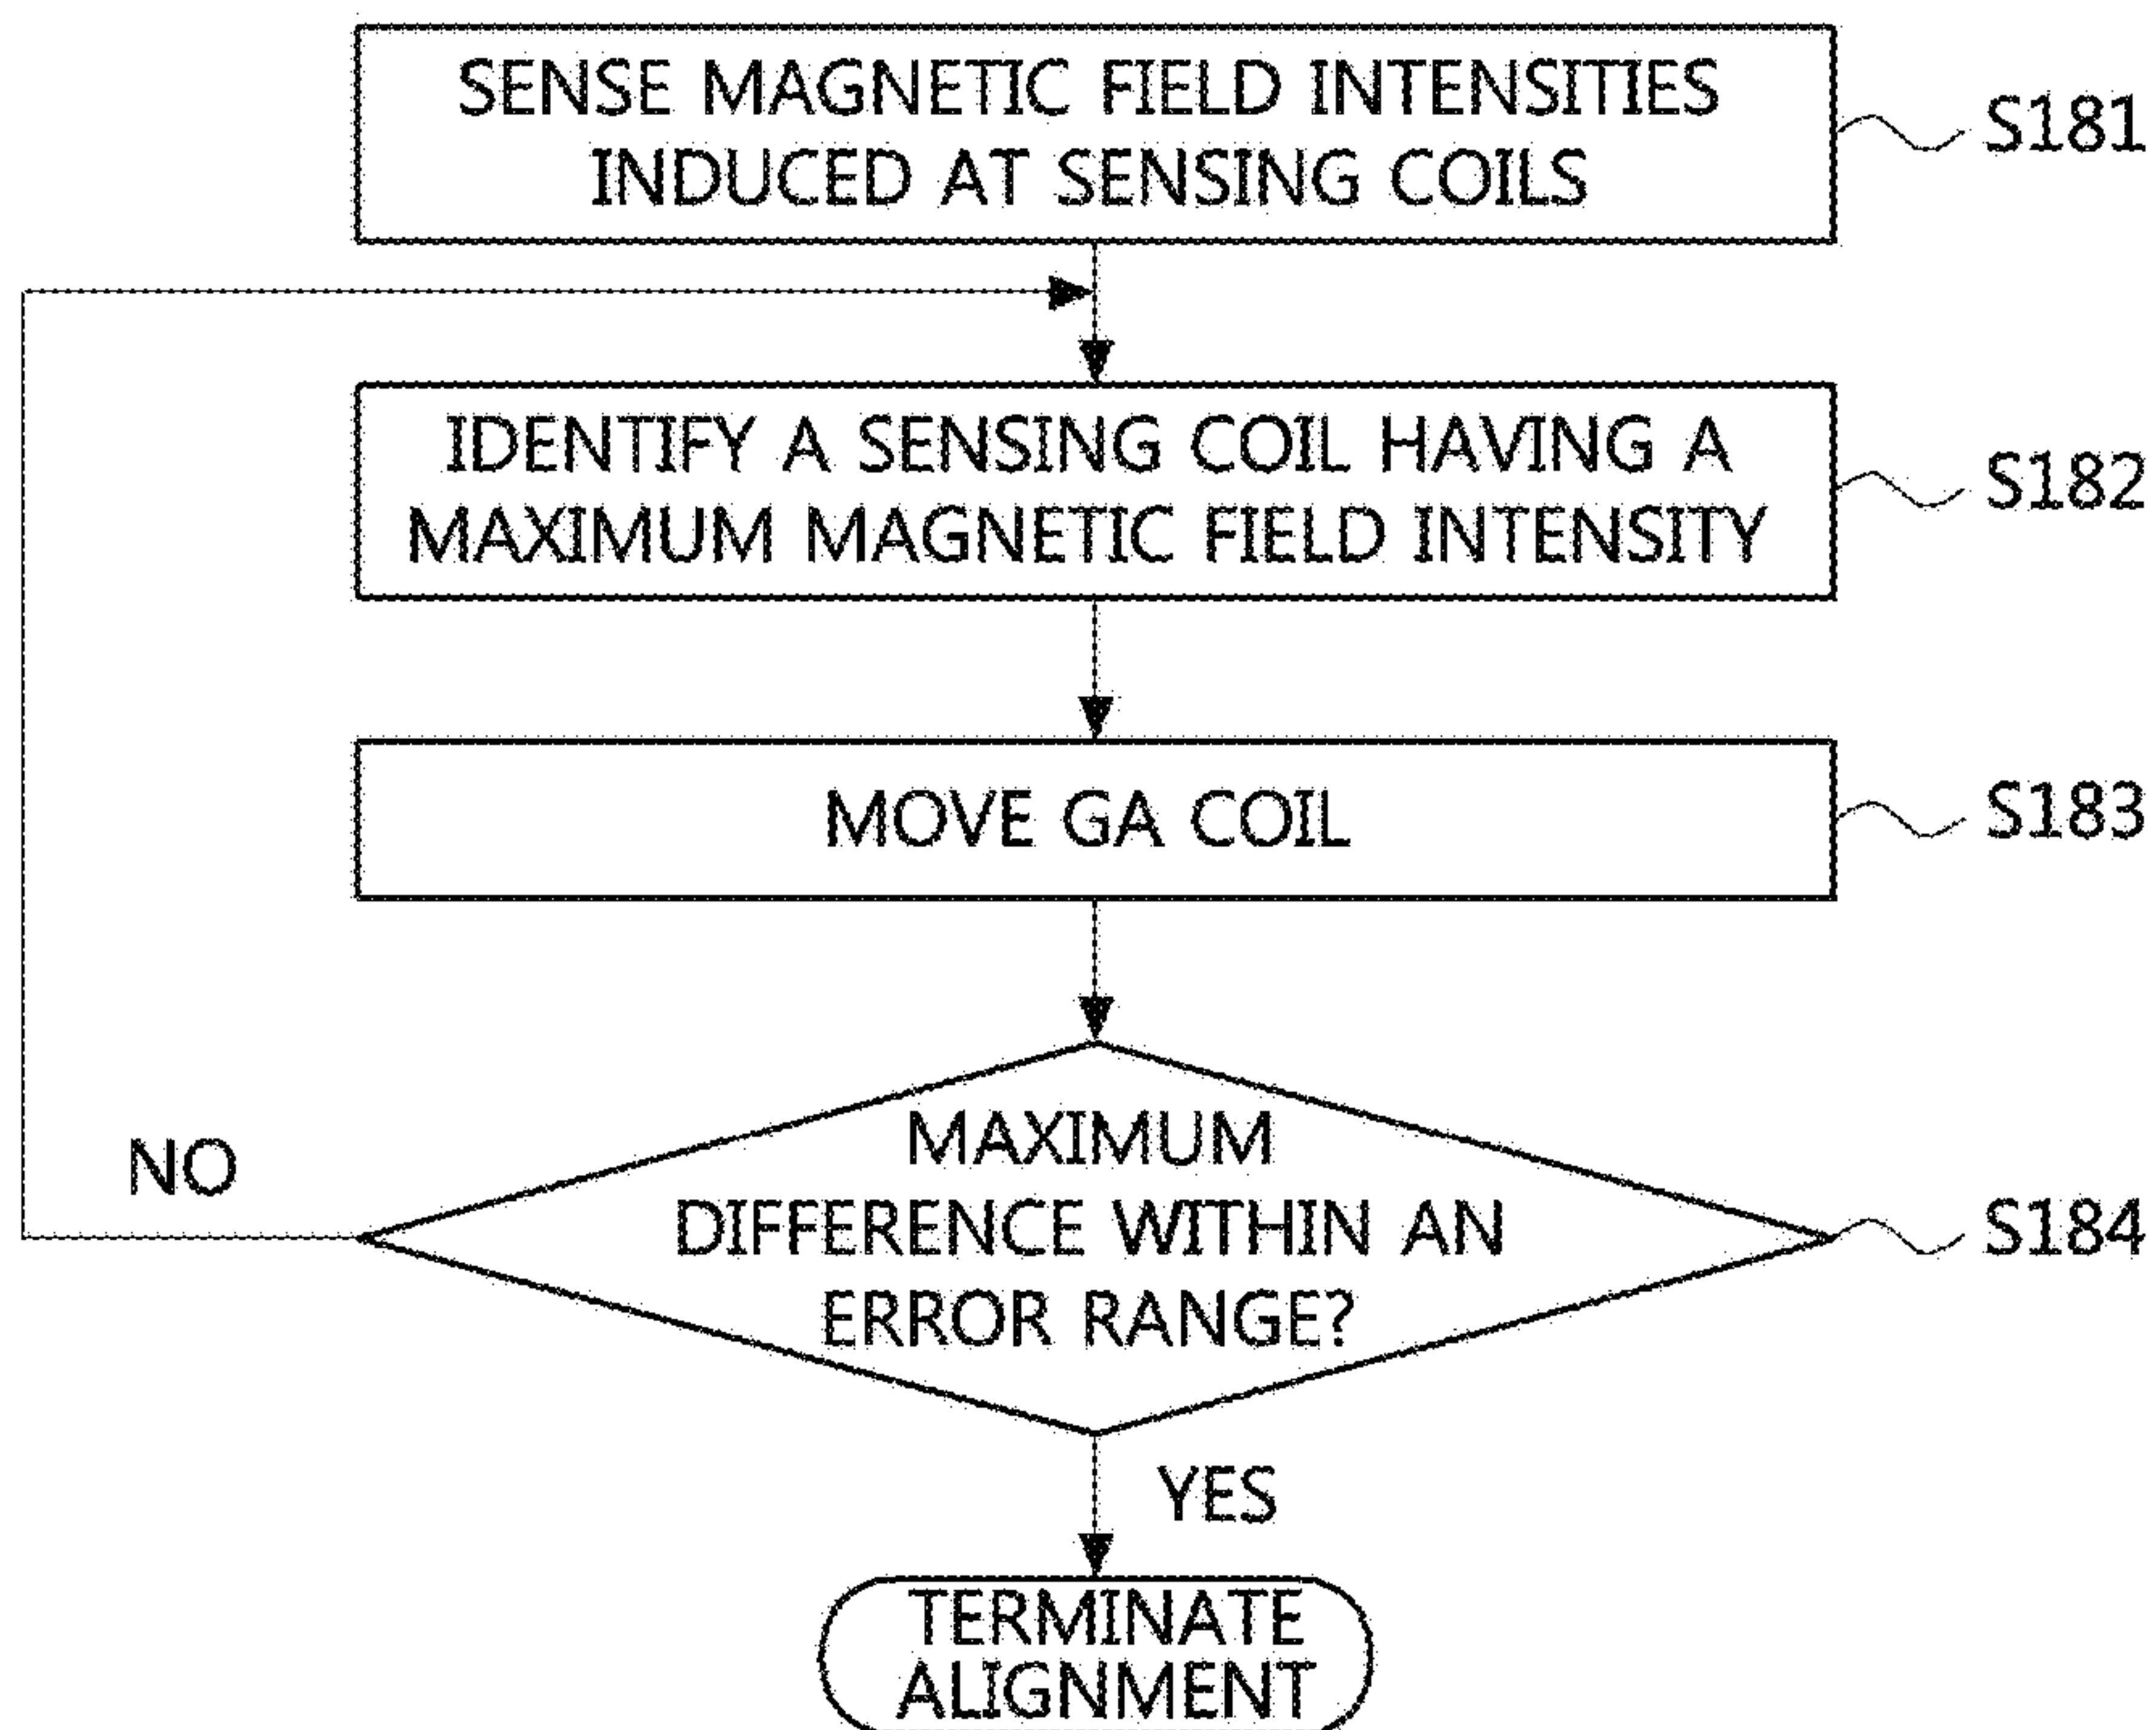 SENSE MAGNETIC FIELD INTENSITIES
INDUCED AT SENSING COILS
S181
IDENTIFY A SENSING COIL HAVING A
MAXIMUM MAGNETIC FIELD INTENSITY
S182
MOVE GA COIL
S183
MAXIMUM
DIFFERENCE WITHIN AN
ERROR RANGE?
S184
NO
YES
TERMINATE
ALIGNMENT